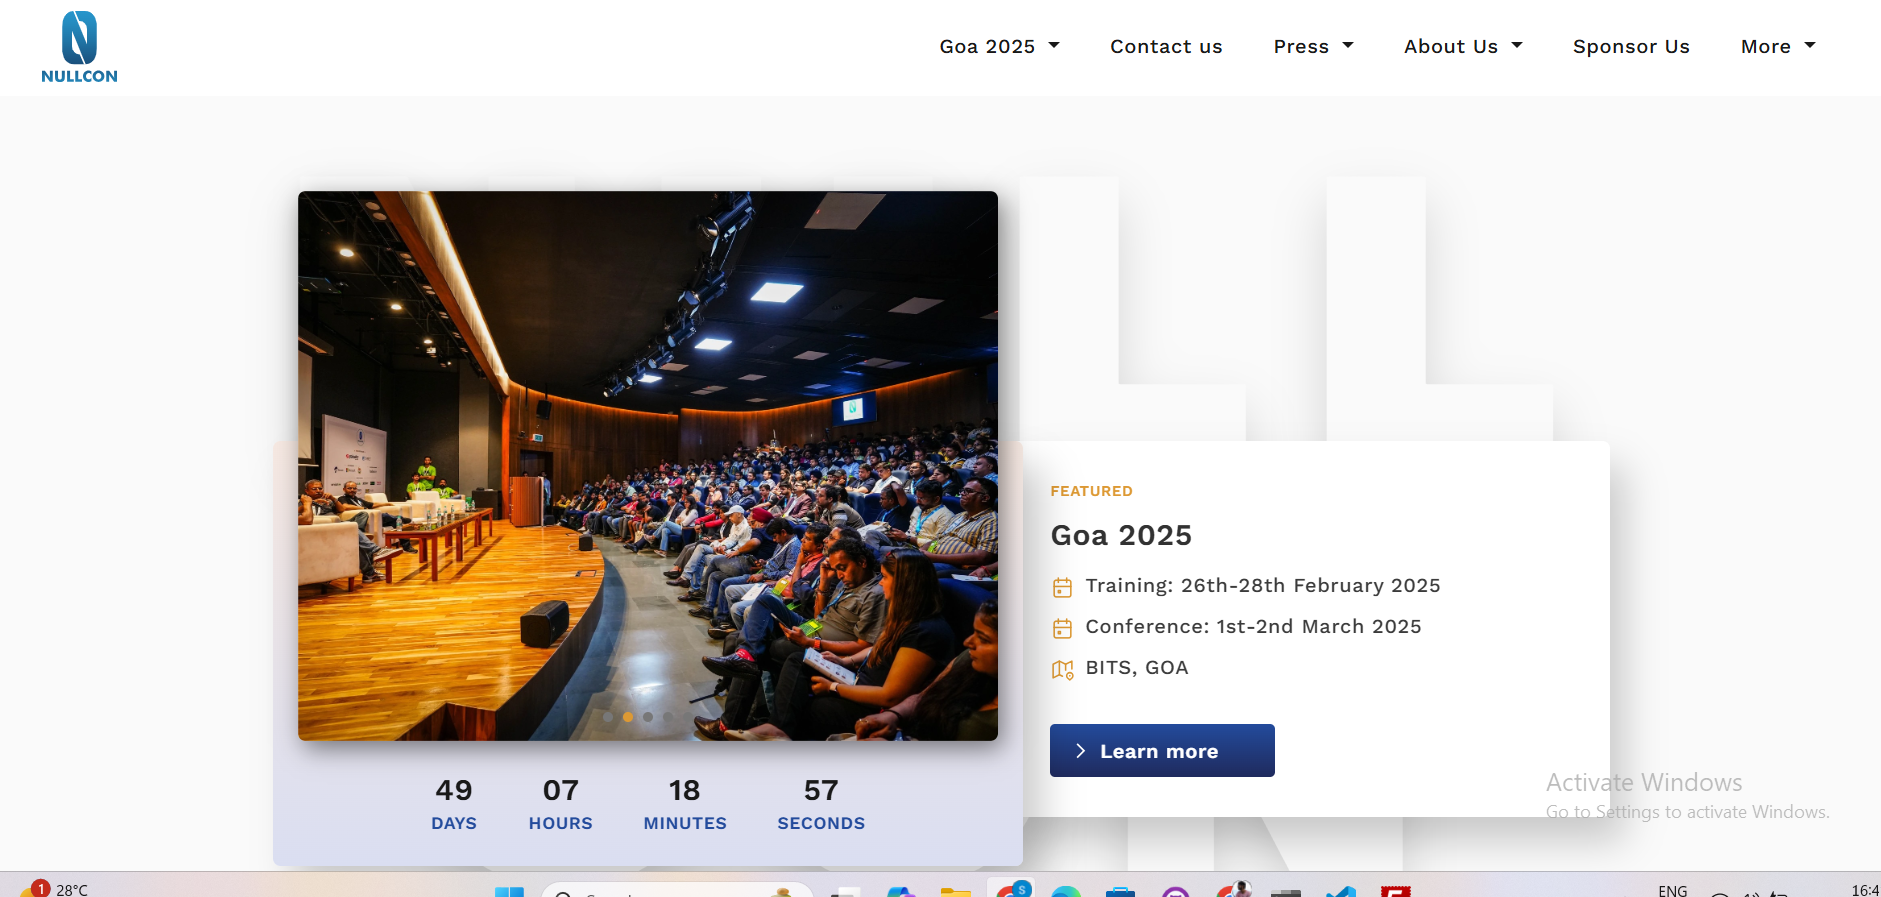 NULLCON
Goa 2025
Contact us
Press
About Us
Sponsor Us
More
FEATURED
Goa 2025
Training: 26th-28th February 2025
Conference: 1st-2nd March 2025
BITS, GOA
Learn more
49 07 18 57
DAYS HOURS MINUTES SECONDS
Activate Windows
Go to Settings to activate Windows.
1
28°C
S
ENG
16:4